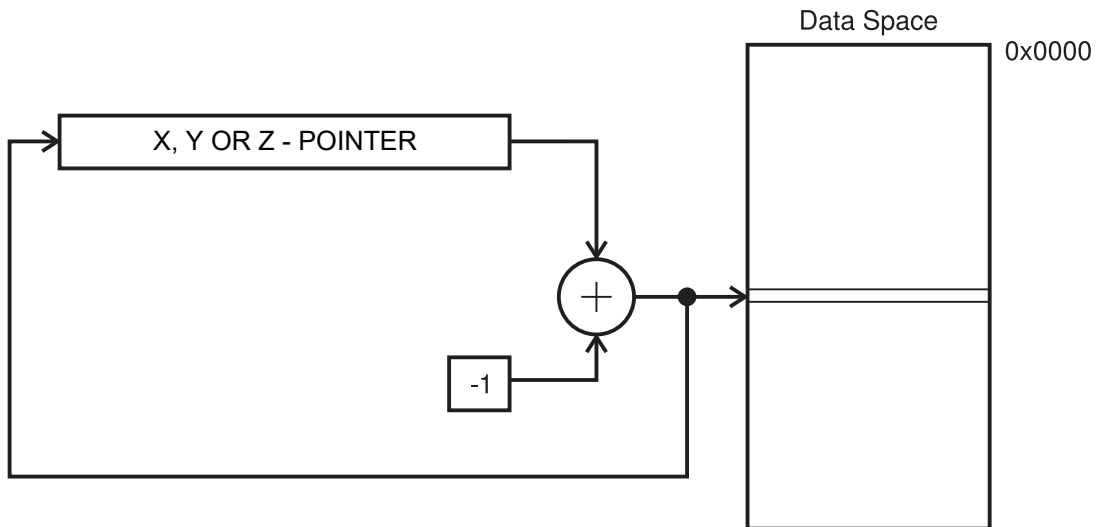 Data Space
0x0000
X, Y OR Z - POINTER
+
-1